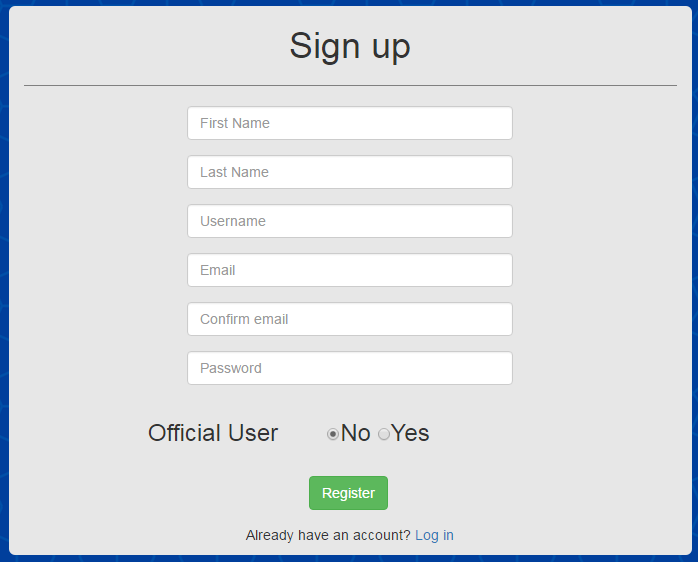 Sign up
First Name
Last Name
Username
Email
Confirm email
Password
Official User No Yes
Register
Already have an account? Log in